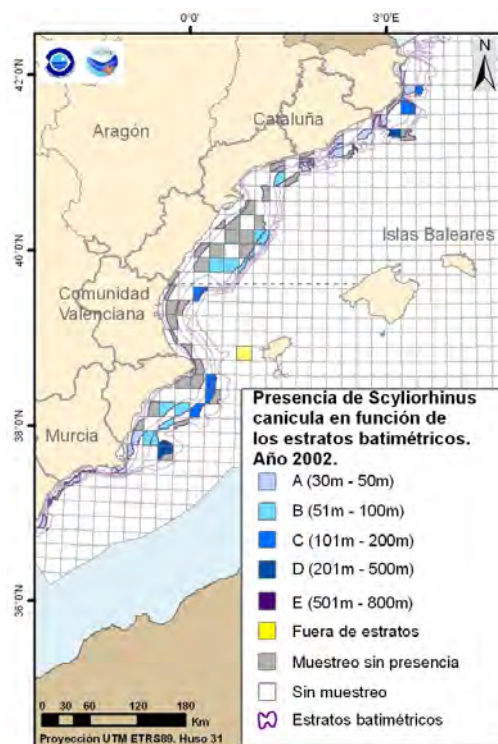 0°0'
3°0'E
N
42°0'N
Cataluña
Aragón
40°0'N
Islas Baleares
Comunidad
Valenciana
38°0'N
Murcia
36°0'N
Presencia de Scyliorhinus
canicula en función de
los estratos batimétricos.
Año 2002.
A (30m - 50m)
B (51m - 100m)
C (101m - 200m)
D (201m - 500m)
E (501m - 800m)
Fuera de estratos
Muestreo sin presencia
Sin muestreo
Estratos batimétricos
0 30 60 120 180
Km
Proyección UTM ETRS89. Huso 31